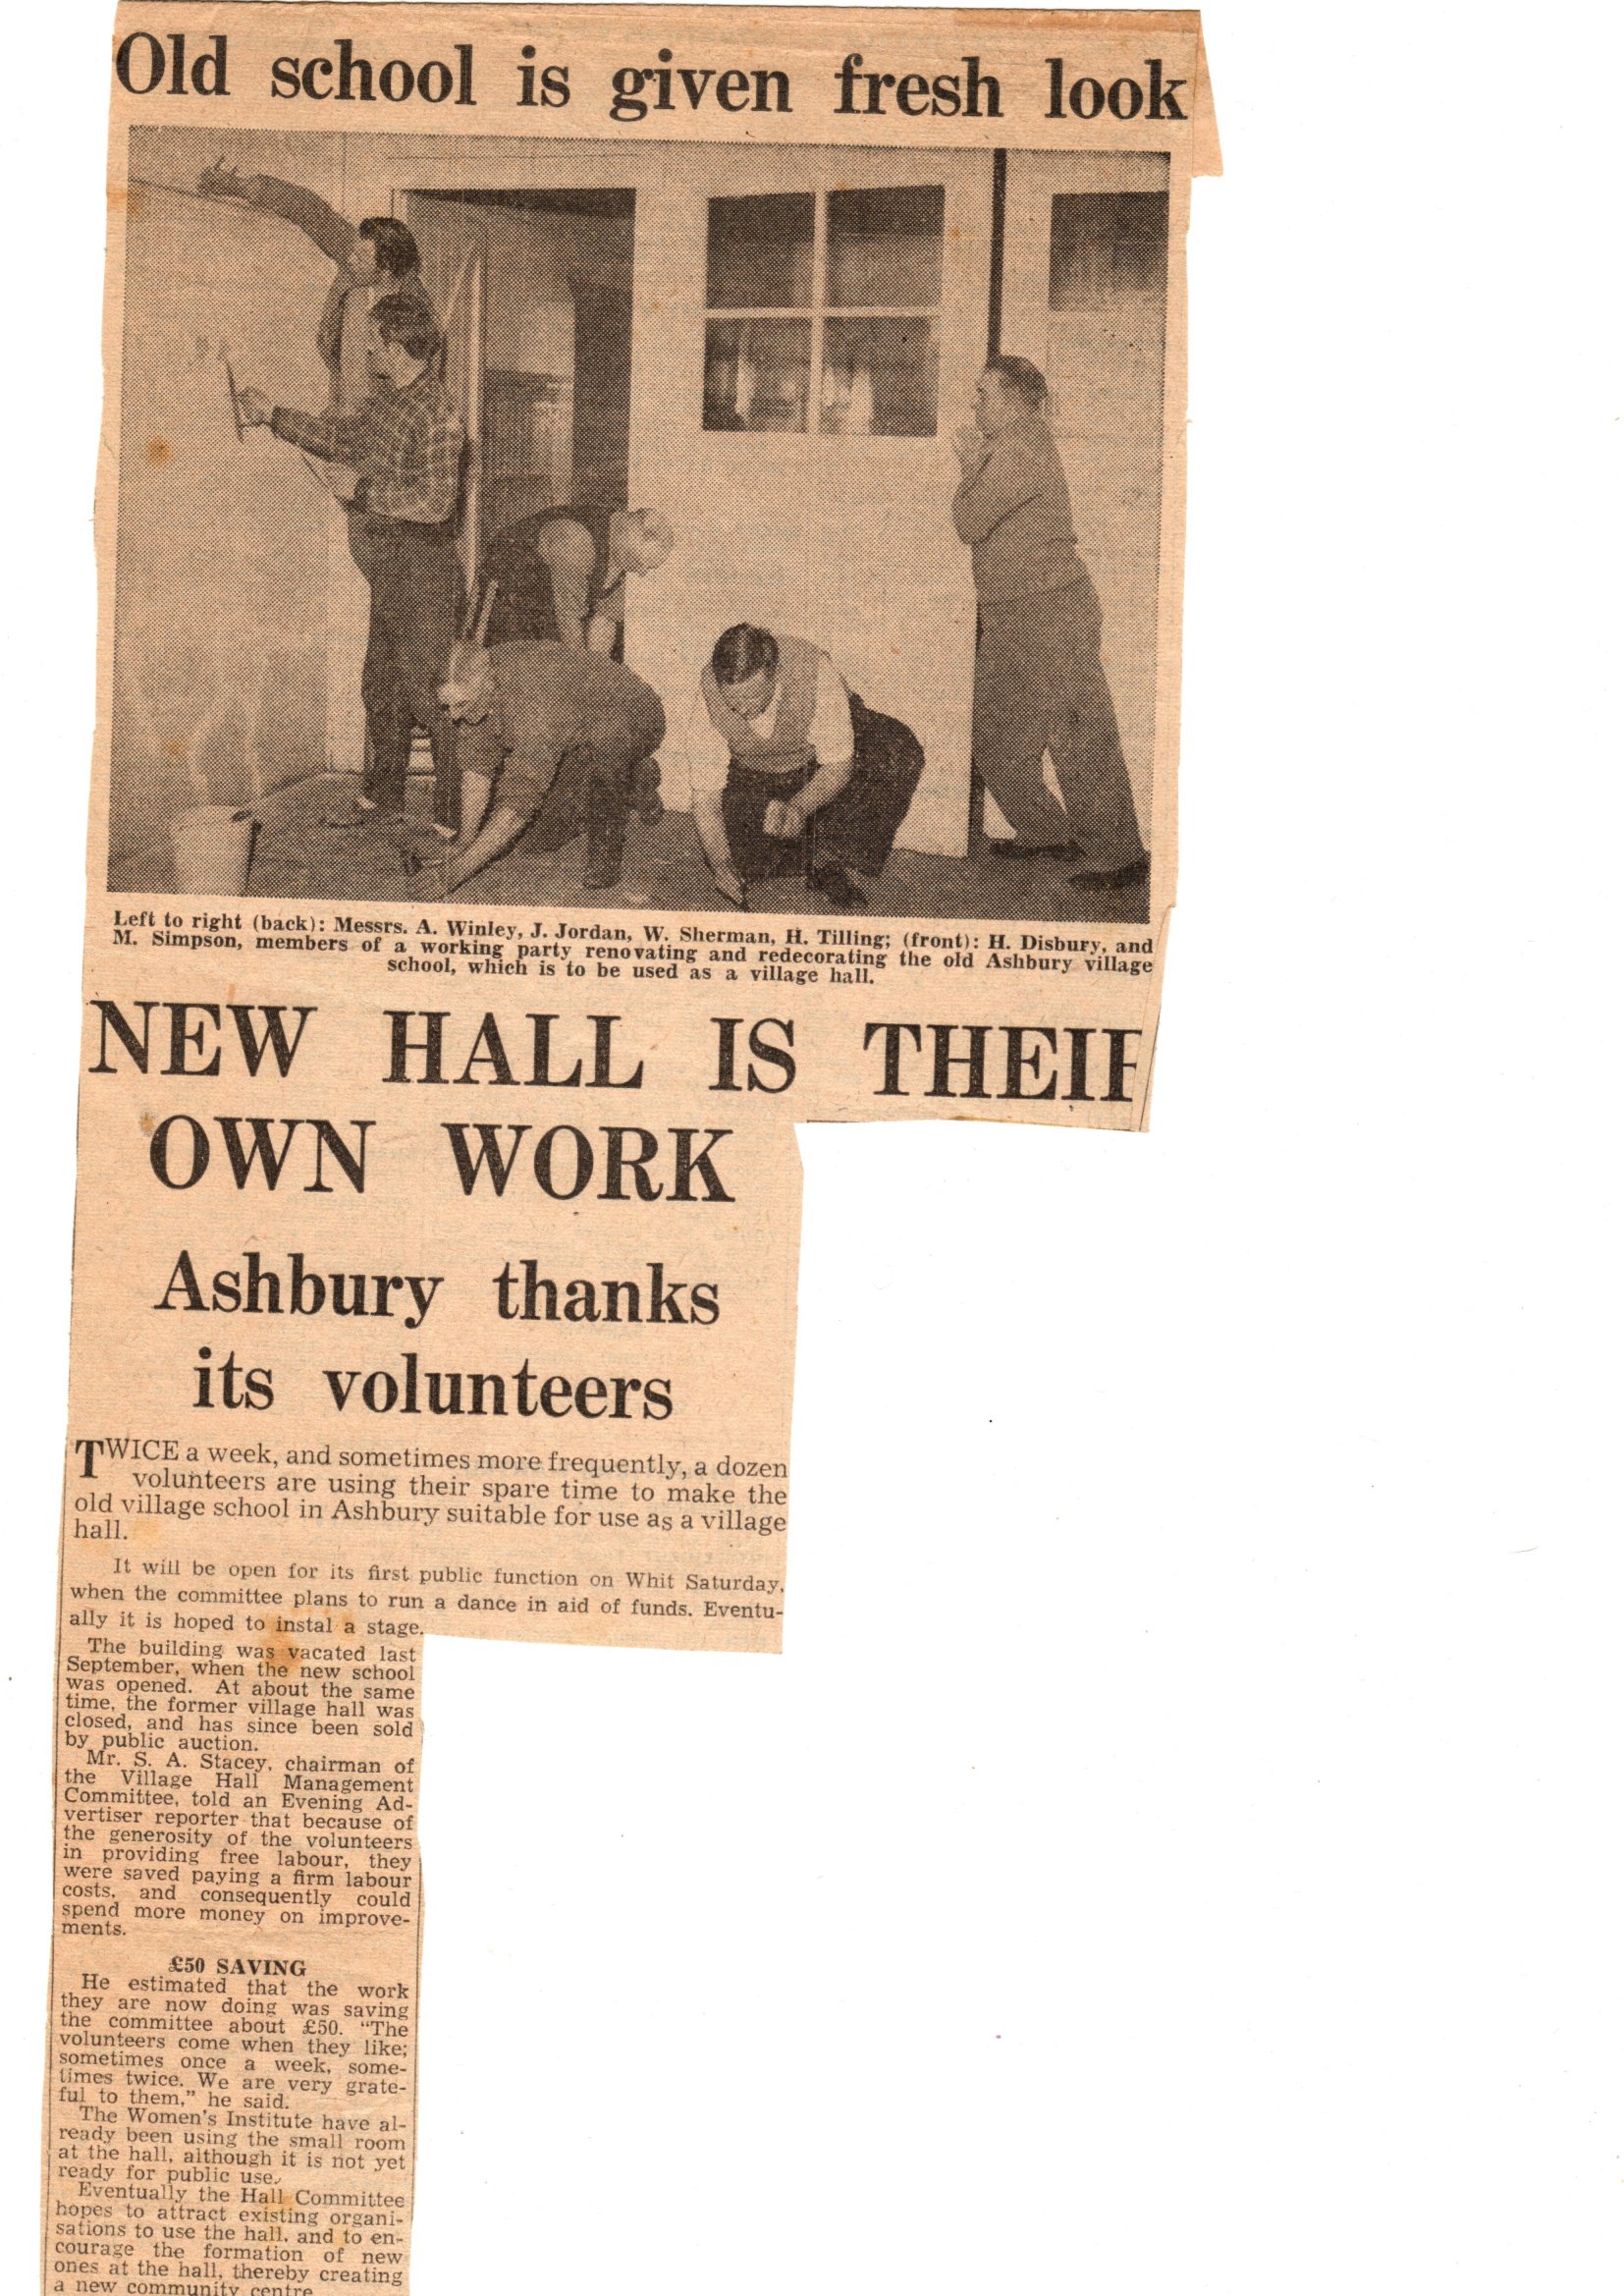 Old school is given fresh look
Left to right (back): Messrs. A. Winley, J. Jordan, W. Sherman, H. Tilling; (front): H. Disbury, and
M. Simpson, members of a working party renovating and redecorating the old Ashbury village
school, which is to be used as a village hall.
NEW HALL IS THEIR
OWN WORK
Ashbury thanks
its volunteers
TWICE a week, and sometimes more frequently, a dozen
volunteers are using their spare time to make the
old village school in Ashbury suitable for use as a village
hall.
It will be open for its first public function on Whit Saturday,
when the committee plans to run a dance in aid of funds. Eventu-
ally it is hoped to instal a stage.
The building was vacated last
September, when the new school
was opened. At about the same
time, the former village hall was
closed, and has since been sold
by public auction.
Mr. S. A. Stacey, chairman of
the Village Hall Management
Committee, told an Evening Ad-
vertiser reporter that because of
the generosity of the volunteers
in providing free labour, they
were saved paying a firm labour
costs, and consequently could
spend more money on improve-
ments.
£50 SAVING
He estimated that the work
they are now doing was saving
the committee about £50. "The
volunteers come when they like;
sometimes once a week, some-
times twice. We are very grate-
ful to them," he said.
The Women's Institute have al-
ready been using the small room
at the hall, although it is not yet
ready for public use.
Eventually the Hall Committee
hopes to attract existing organi-
sations to use the hall, and to en-
courage the formation of new
ones at the hall, thereby creating
a new community centre